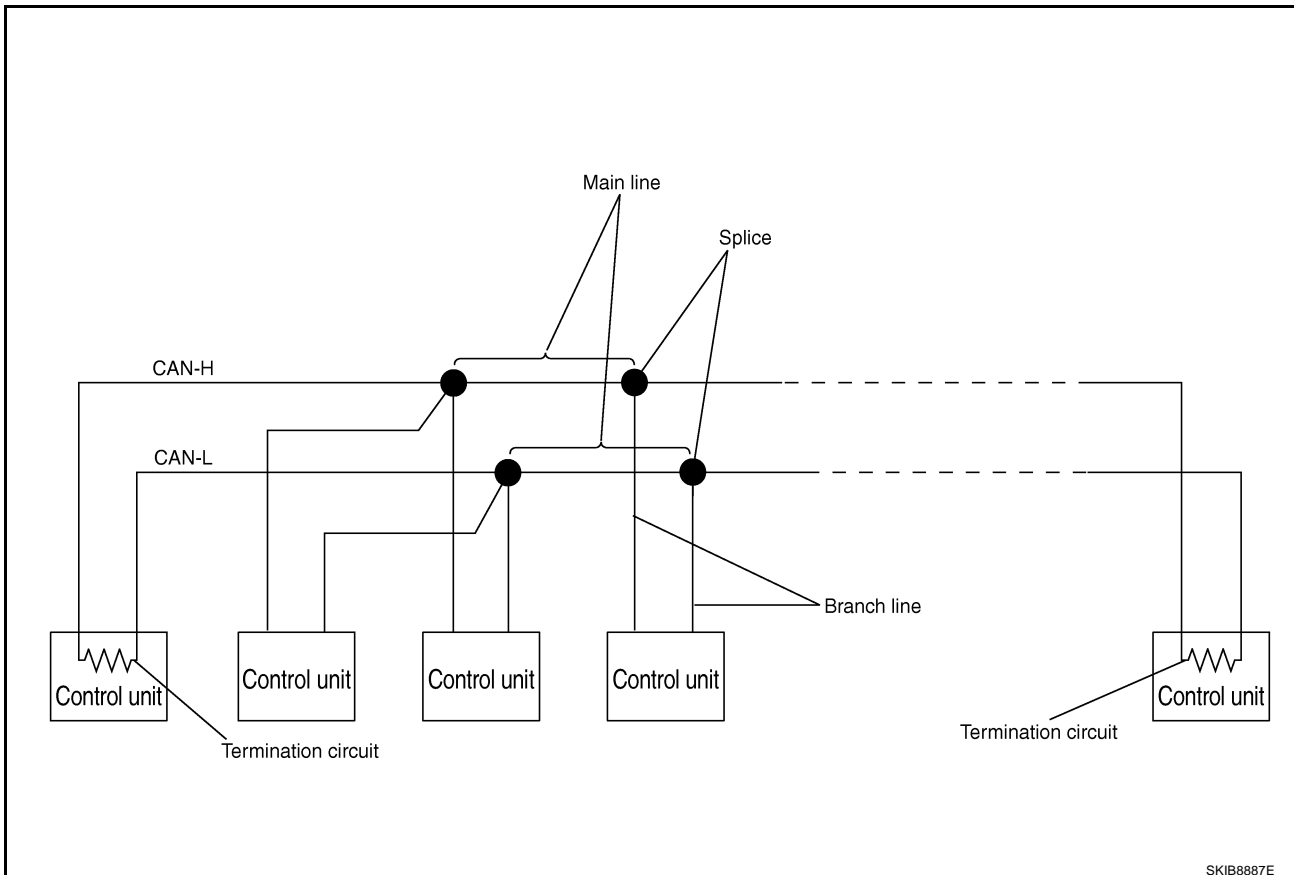 Main line
Splice
CAN-H
CAN-L
Branch line
Control unit
Control unit
Control unit
Control unit
Control unit
Termination circuit
Termination circuit
SKIB8887E